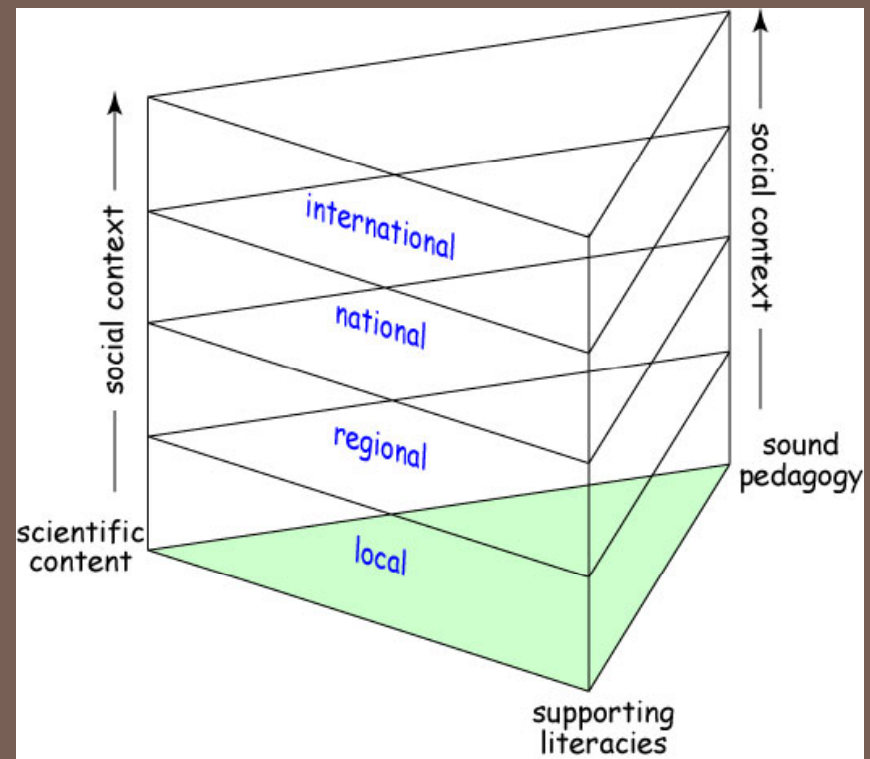 social context
social context
international
national
regional
local
sound
pedagogy
scientific
content
supporting
literacies